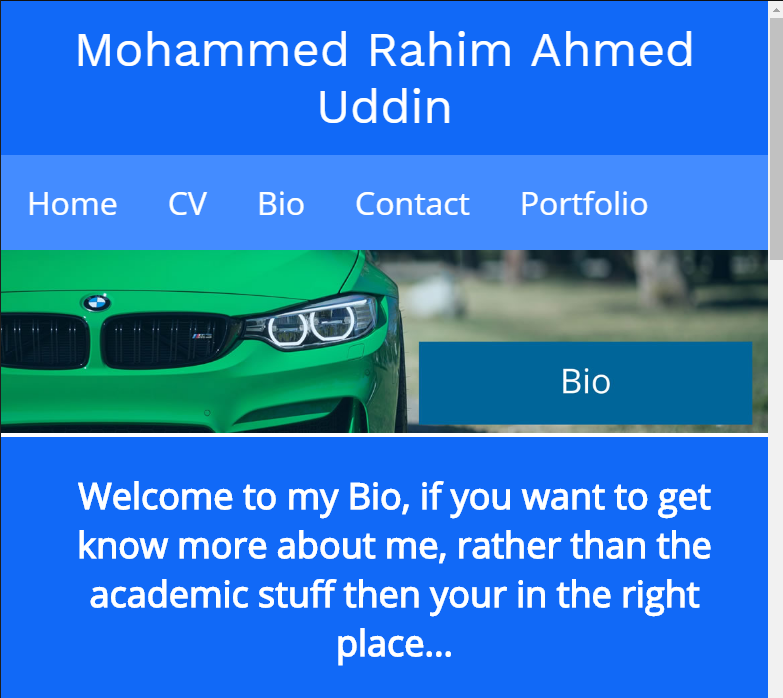 Mohammed Rahim Ahmed
Uddin
Home CV Bio Contact Portfolio
Bio
Welcome to my Bio, if you want to get
know more about me, rather than the
academic stuff then your in the right
place...